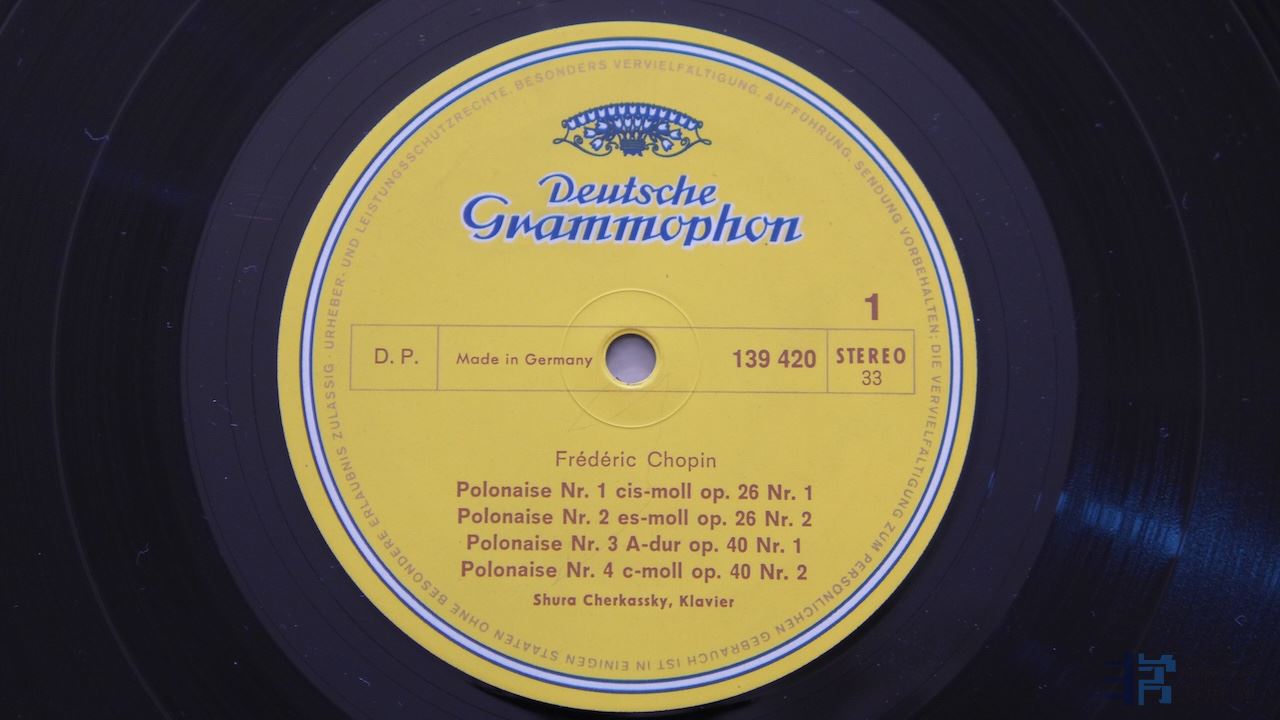 URHEBER- UND LEISTUNGSSCHUTZRECHTE, BESONDERS VERVIELFÄLTIGUNG, AUFFÜHRUNG, SENDUNG VORBEHALTEN; DIE VERVIELFÄLTIGUNG ZUM PERSÖNLICHEN GEBRAUCH IST IN EINIGEN STAATEN OHNE BESONDERE ERLAUBNIS ZULÄSSIG ·
Deutsche
Grammophon
1
D. P.
Made in Germany
139 420
STEREO
33
Frédéric Chopin
Polonaise Nr. 1 cis-moll op. 26 Nr. 1
Polonaise Nr. 2 es-moll op. 26 Nr. 2
Polonaise Nr. 3 A-dur op. 40 Nr. 1
Polonaise Nr. 4 c-moll op. 40 Nr. 2
Shura Cherkassky, Klavier